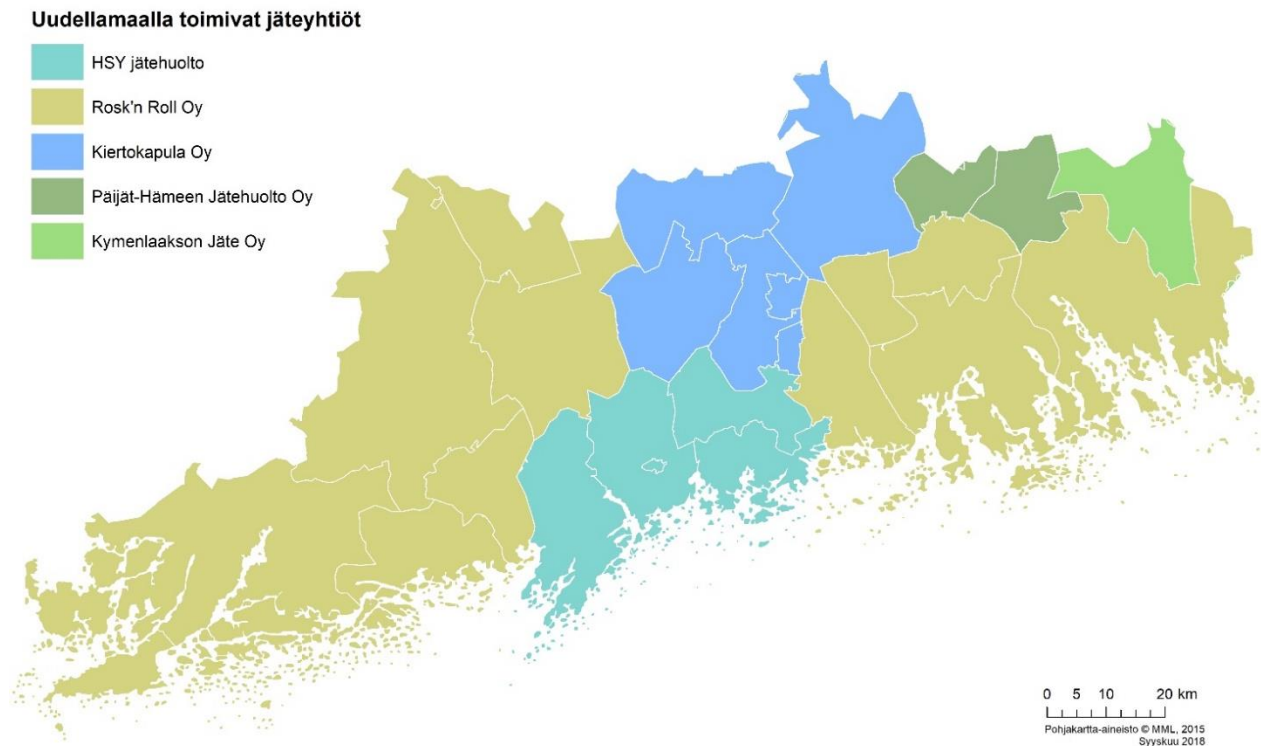 Uudellamaalla toimivat jäteyhtiöt
HSY jätehuolto
Rosk'n Roll Oy
Kiertokapula Oy
Päijät-Hämeen Jätehuolto Oy
Kymenlaakson Jäte Oy
0 5 10 20 km
Pohjakartta-aineisto © MML, 2015
Syyskuu 2018